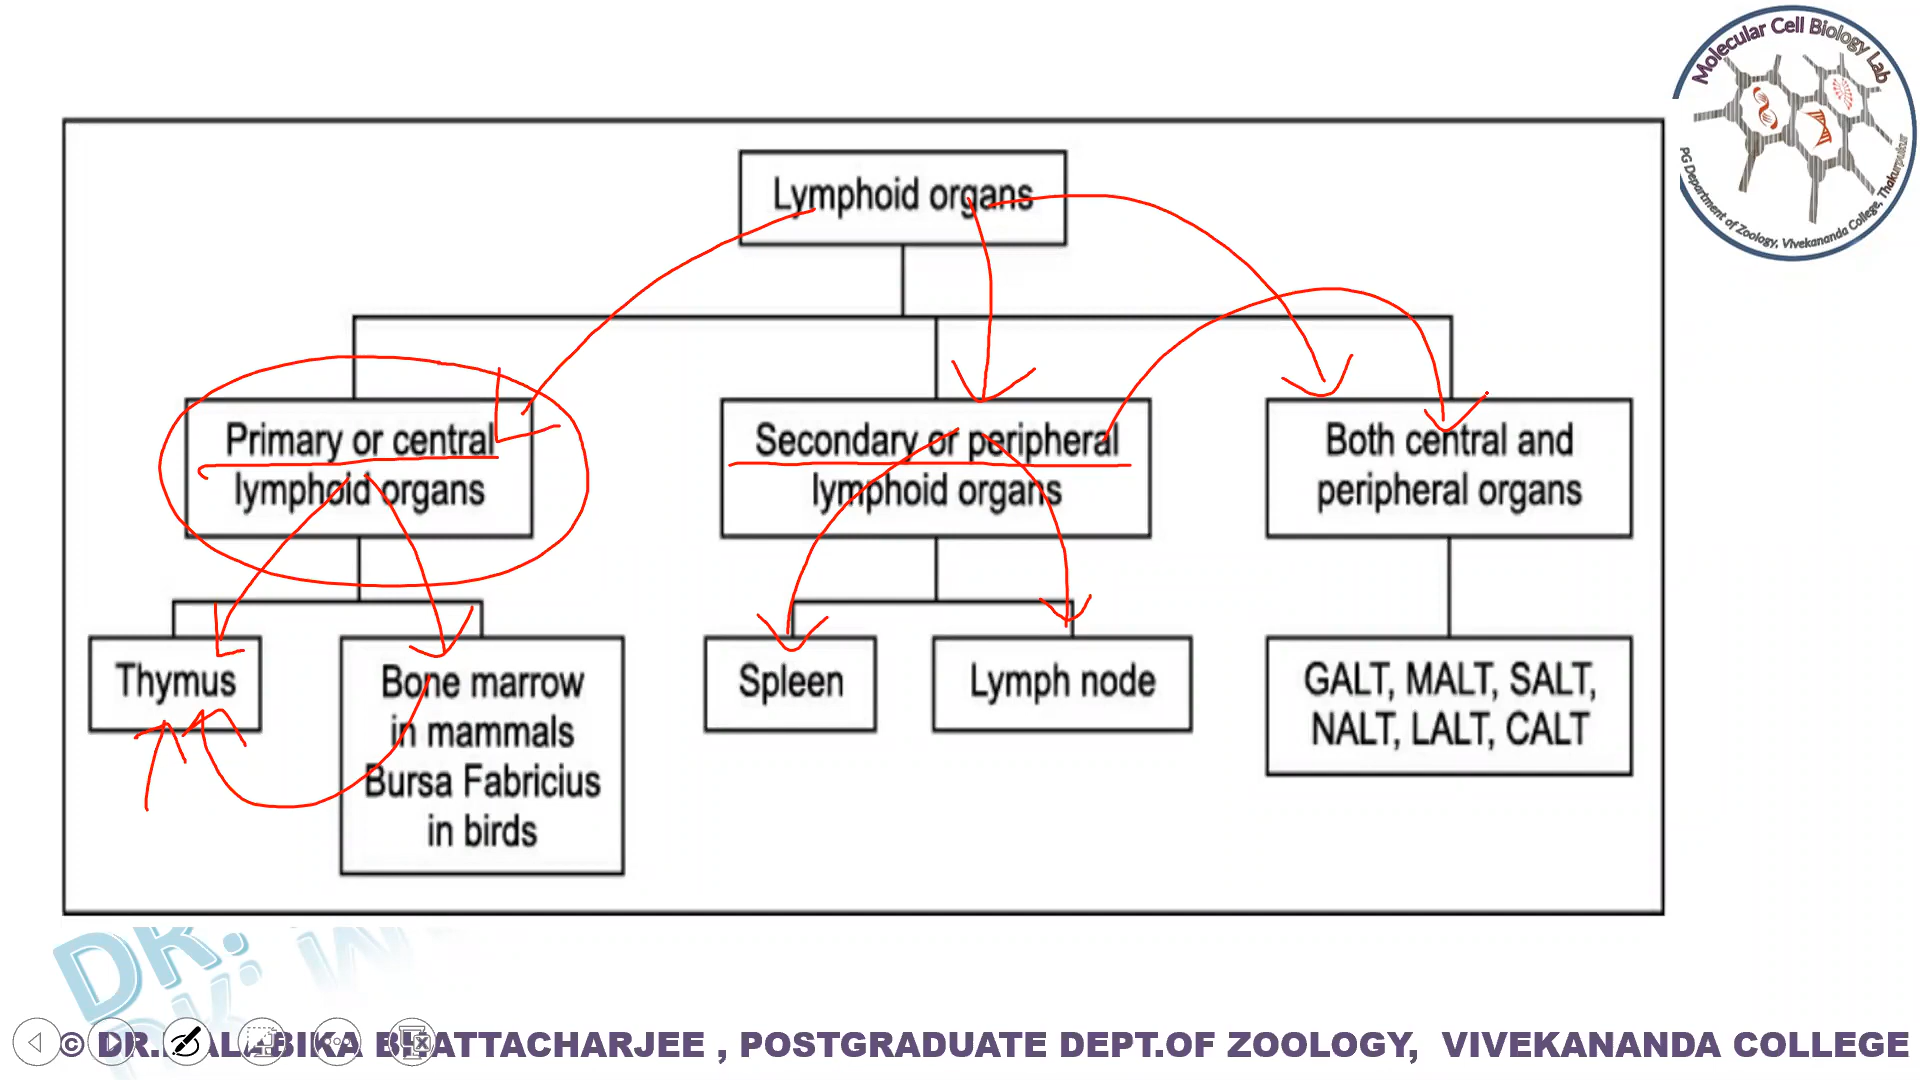 Molecular Cell Biology Lab
PG Department of Zoology, Vivekananda College, Thakurpukur
Lymphoid organs
Primary or central
lymphoid organs
Secondary or peripheral
lymphoid organs
Both central and
peripheral organs
Thymus
Bone marrow
in mammals
Bursa Fabricius
in birds
Spleen
Lymph node
GALT, MALT, SALT,
NALT, LALT, CALT
DR:
© DR. BHATTACHARJEE , POSTGRADUATE DEPT.OF ZOOLOGY, VIVEKANANDA COLLEGE